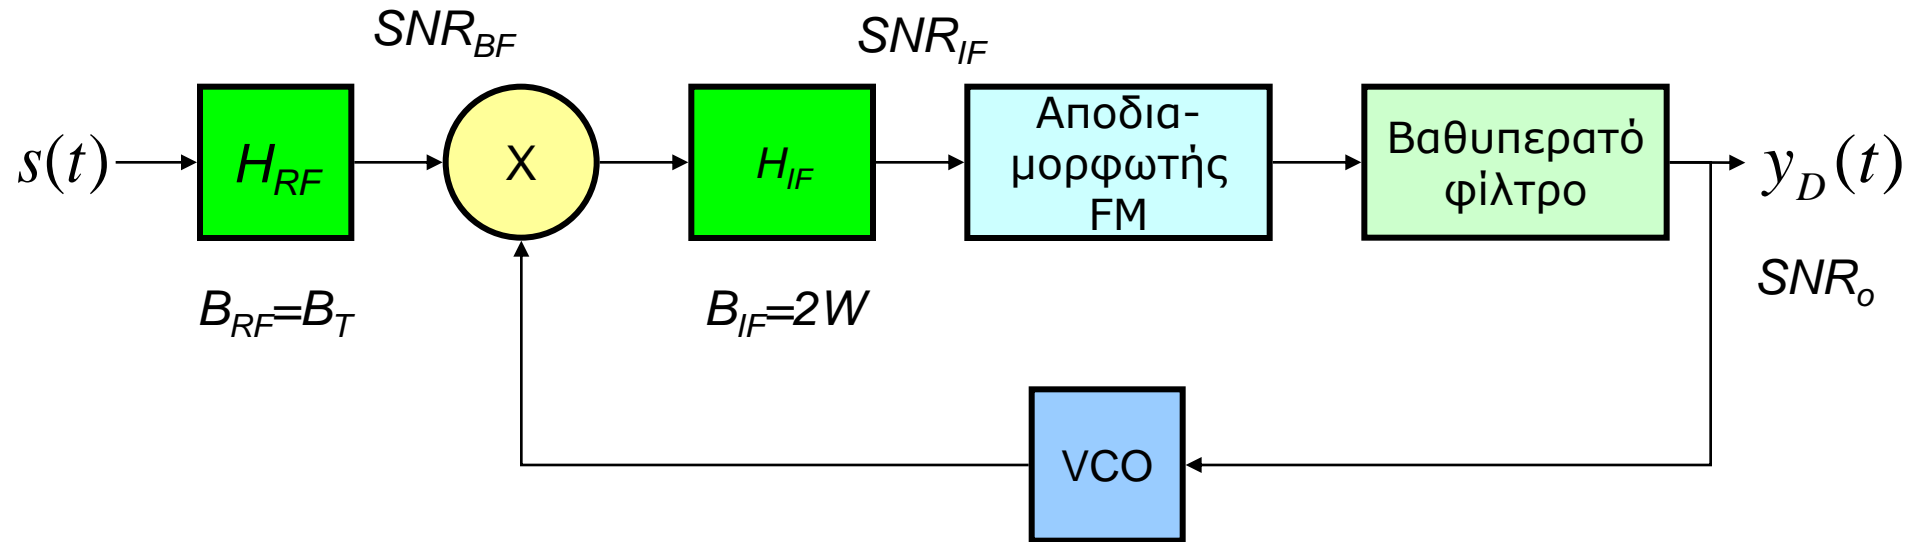 SNR_BF
SNR_IF
s(t)
H_RF
X
H_IF
Αποδια-
μορφωτής
FM
Βαθυπερατό
φίλτρο
y_D(t)
B_RF=B_T
B_IF=2W
SNR_o
VCO